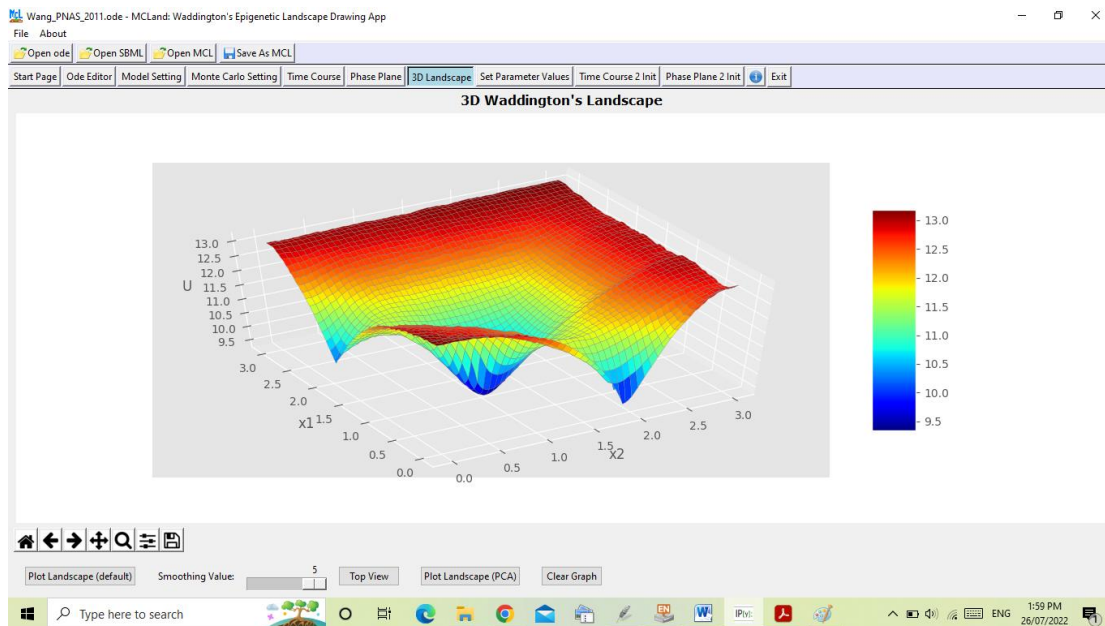 MCL Wang_PNAS_2011.ode - MCLand: Waddington's Epigenetic Landscape Drawing App
File About
Open ode Open SBML Open MCL Save As MCL
Start Page Ode Editor Model Setting Monte Carlo Setting Time Course Phase Plane 3D Landscape Set Parameter Values Time Course 2 Init Phase Plane 2 Init Exit
3D Waddington's Landscape
13.0
12.5
12.0
11.5
11.0
10.5
10.0
9.5
U
3.0
2.5
2.0
1.5
1.0
0.5
0.0
x1
0.0
0.5
1.0
1.5
2.0
2.5
3.0
x2
13.0
12.5
12.0
11.5
11.0
10.5
10.0
9.5
Plot Landscape (default) Smoothing Value: 5 Top View Plot Landscape (PCA) Clear Graph
Type here to search
EN
W
IP(y):
ENG
1:59 PM
26/07/2022
1